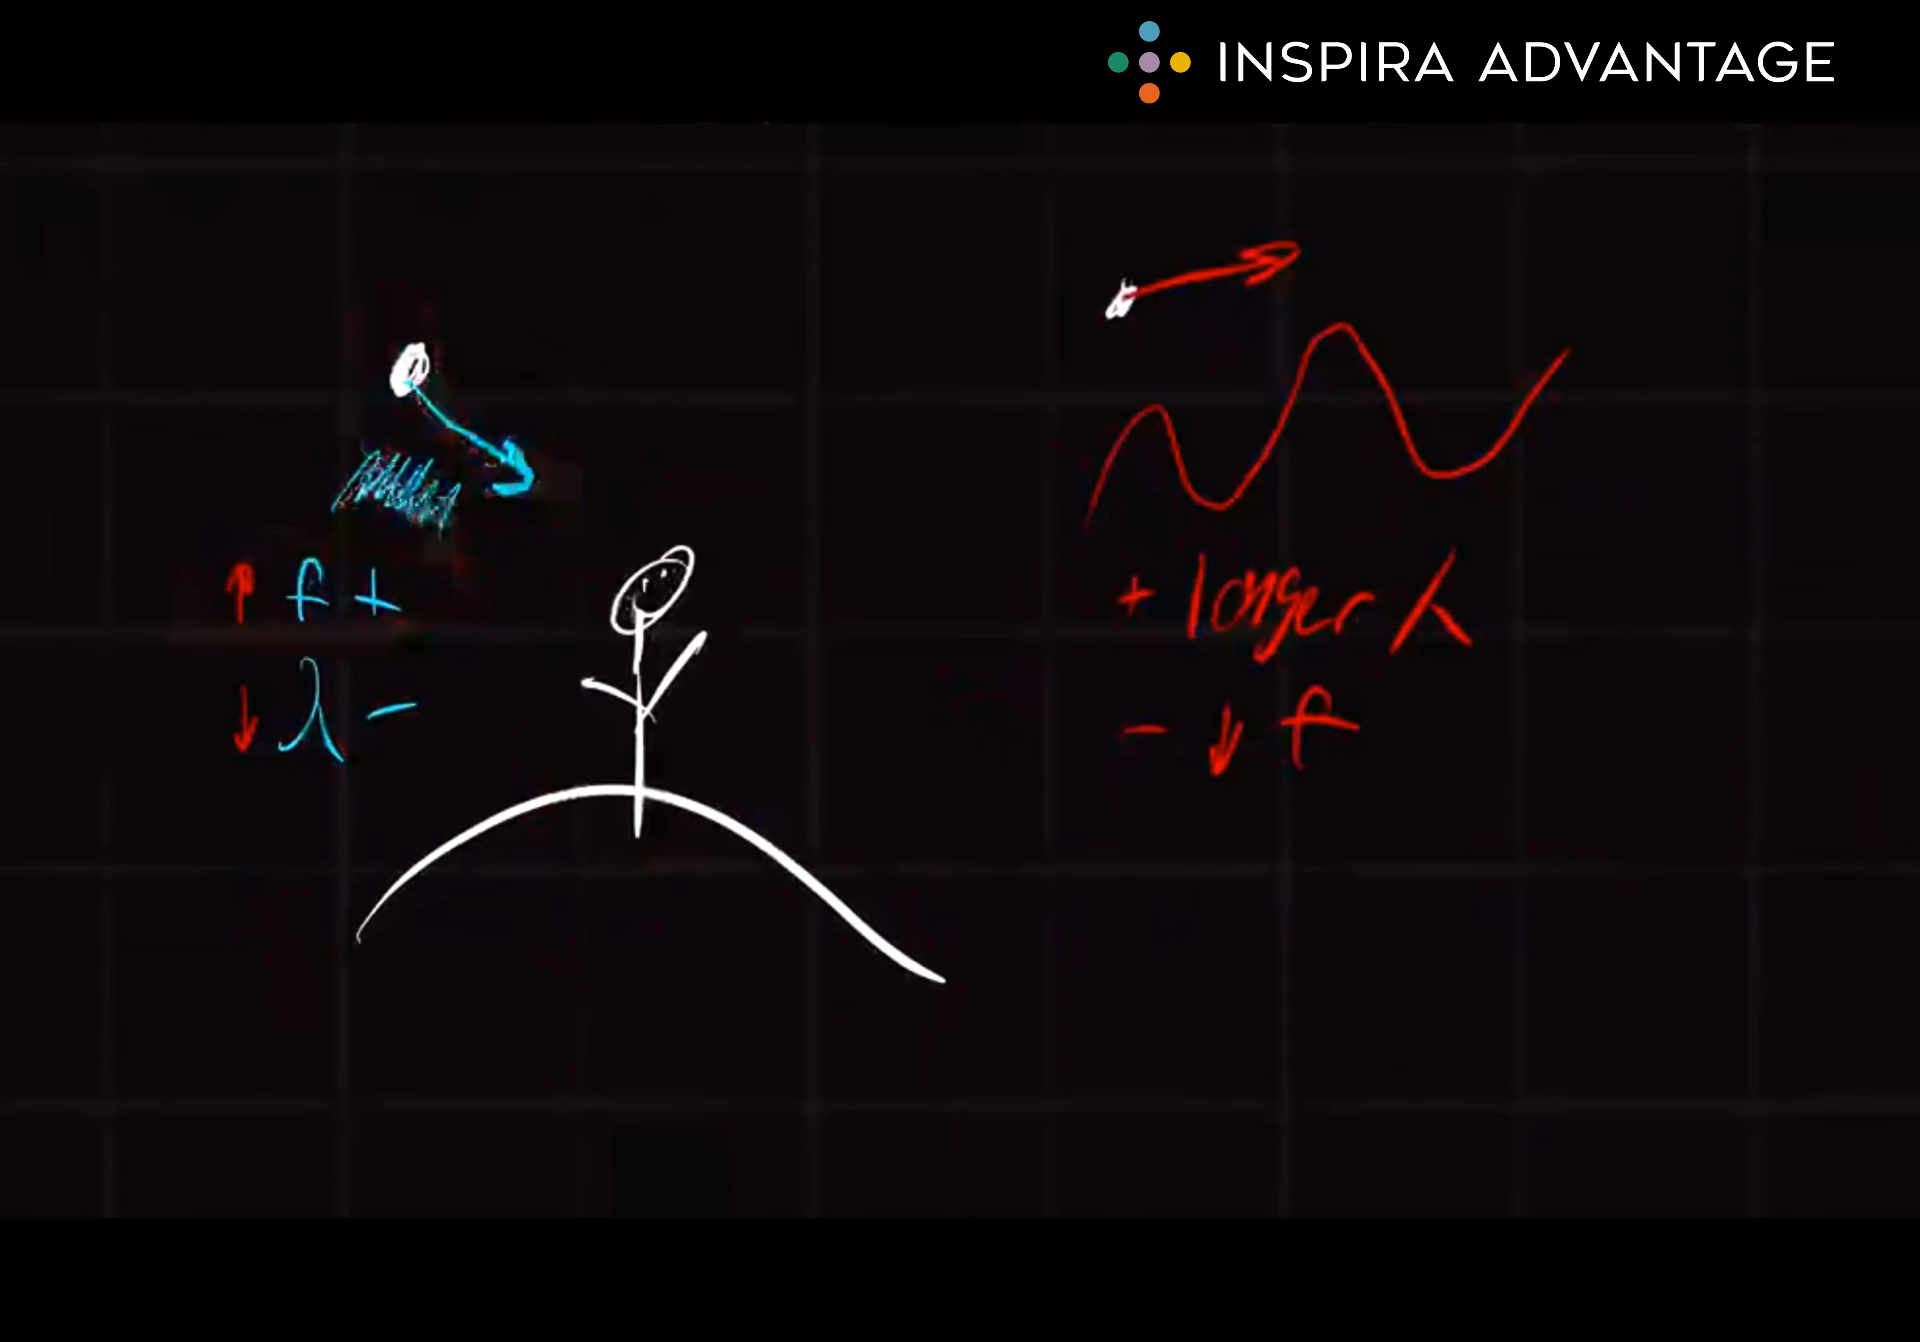 INSPIRA ADVANTAGE
↑ f +
↓ λ -
+ longer λ
- ↓ f